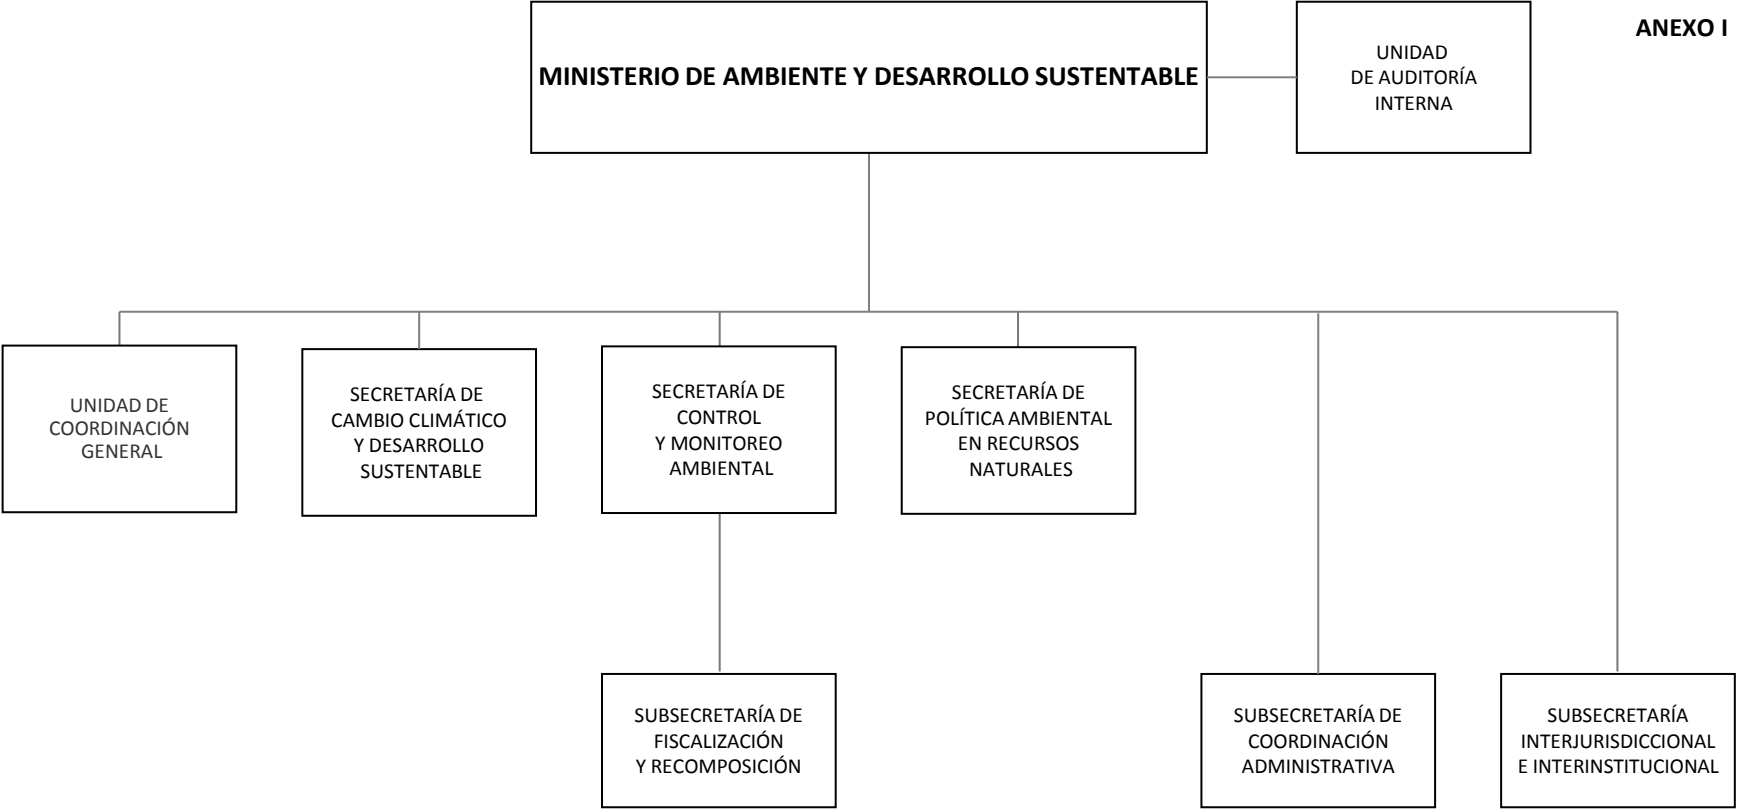 ANEXO I
MINISTERIO DE AMBIENTE Y DESARROLLO SUSTENTABLE
UNIDAD
DE AUDITORÍA
INTERNA
UNIDAD DE
COORDINACIÓN
GENERAL
SECRETARÍA DE
CAMBIO CLIMÁTICO
Y DESARROLLO
SUSTENTABLE
SECRETARÍA DE
CONTROL
Y MONITOREO
AMBIENTAL
SECRETARÍA DE
POLÍTICA AMBIENTAL
EN RECURSOS
NATURALES
SUBSECRETARÍA DE
FISCALIZACIÓN
Y RECOMPOSICIÓN
SUBSECRETARÍA DE
COORDINACIÓN
ADMINISTRATIVA
SUBSECRETARÍA
INTERJURISDICCIONAL
E INTERINSTITUCIONAL